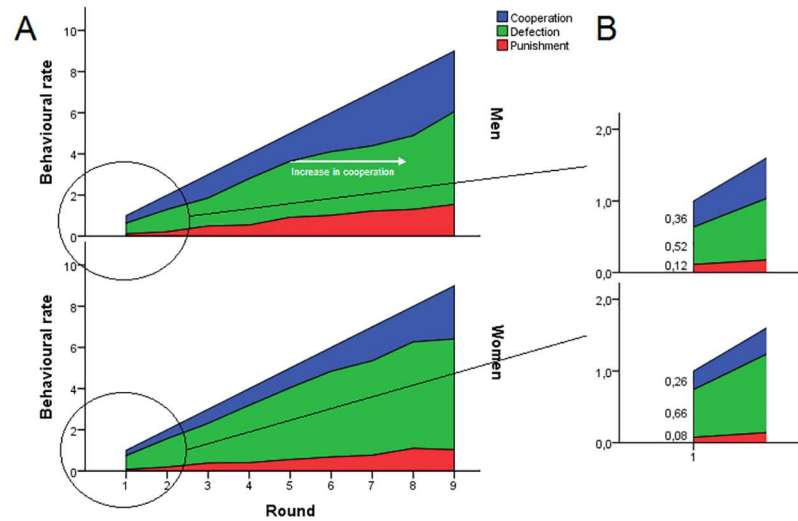 A
Cooperation
Defection
Punishment
B
Behavioural rate
10
8
6
4
2
0
Increase in cooperation
Men
2,0
1,0
0,0
0,36
0,52
0,12
Behavioural rate
10
8
6
4
2
0
Women
2,0
1,0
0,0
0,26
0,66
0,08
1
1 2 3 4 5 6 7 8 9
Round